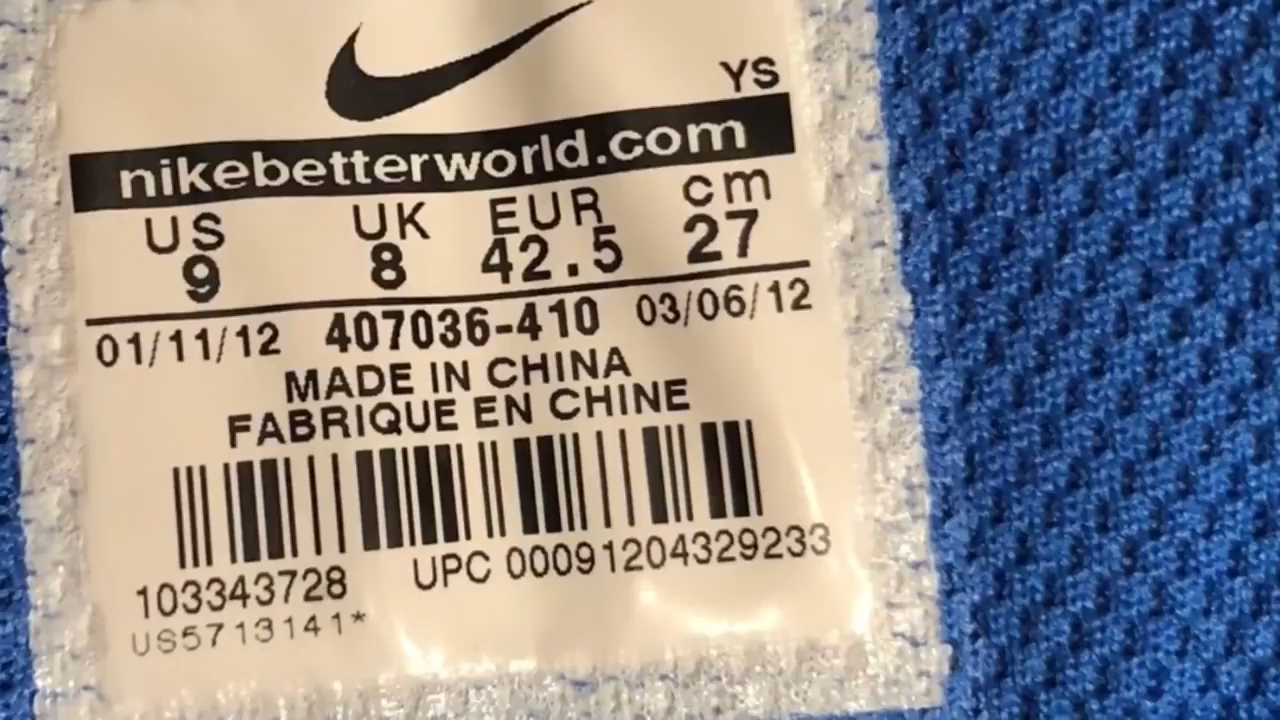 YS
nikebetterworld.com
US UK EUR cm
9 8 42.5 27
01/11/12 407036-410 03/06/12
MADE IN CHINA
FABRIQUE EN CHINE
103343728 UPC 00091204329233
US5713141*